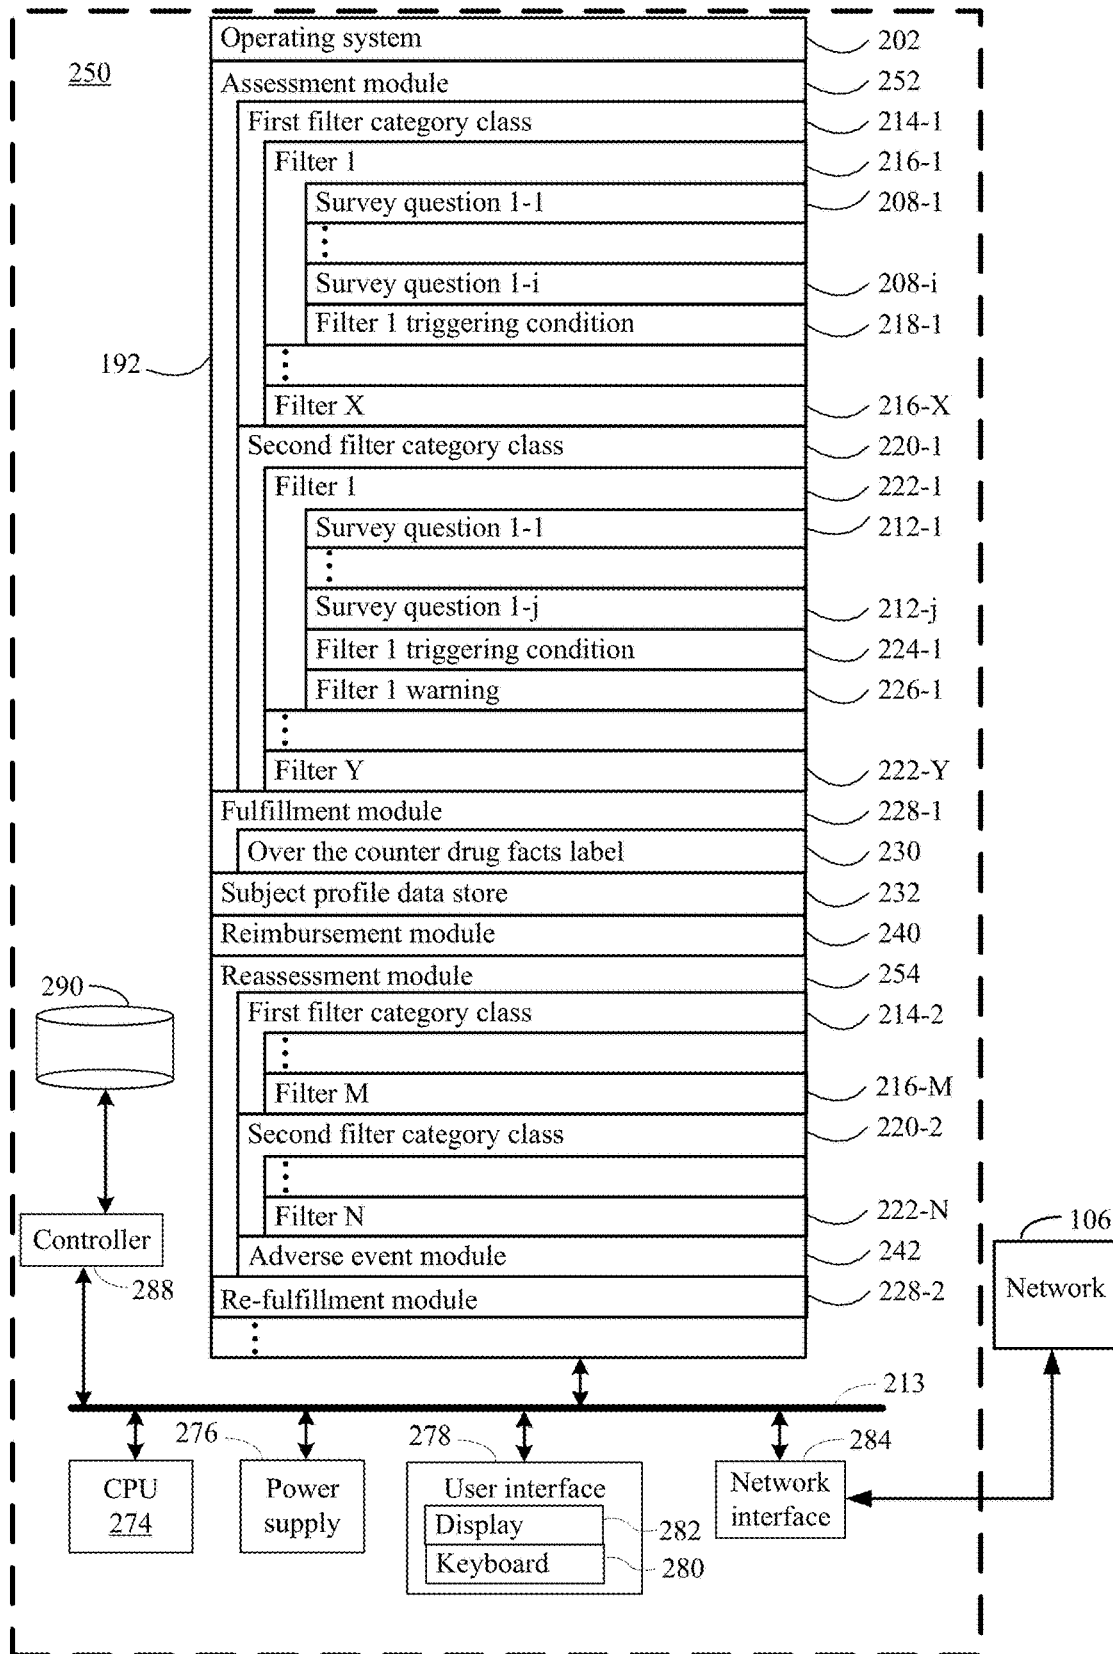 250
Operating system 202
Assessment module 252
First filter category class 214-1
Filter 1 216-1
Survey question 1-1 208-1
Survey question 1-i 208-i
Filter 1 triggering condition 218-1
192
Filter X 216-X
Second filter category class 220-1
Filter 1 222-1
Survey question 1-1 212-1
Survey question 1-j 212-j
Filter 1 triggering condition 224-1
Filter 1 warning 226-1
Filter Y 222-Y
Fulfillment module 228-1
Over the counter drug facts label 230
Subject profile data store 232
Reimbursement module 240
Reassessment module 254
290
First filter category class 214-2
Filter M 216-M
Second filter category class 220-2
Filter N 222-N
Controller
288
Adverse event module 242
Re-fulfillment module 228-2
106
Network
213
276
278
284
CPU
274
Power
supply
User interface
Display 282
Keyboard 280
Network
interface